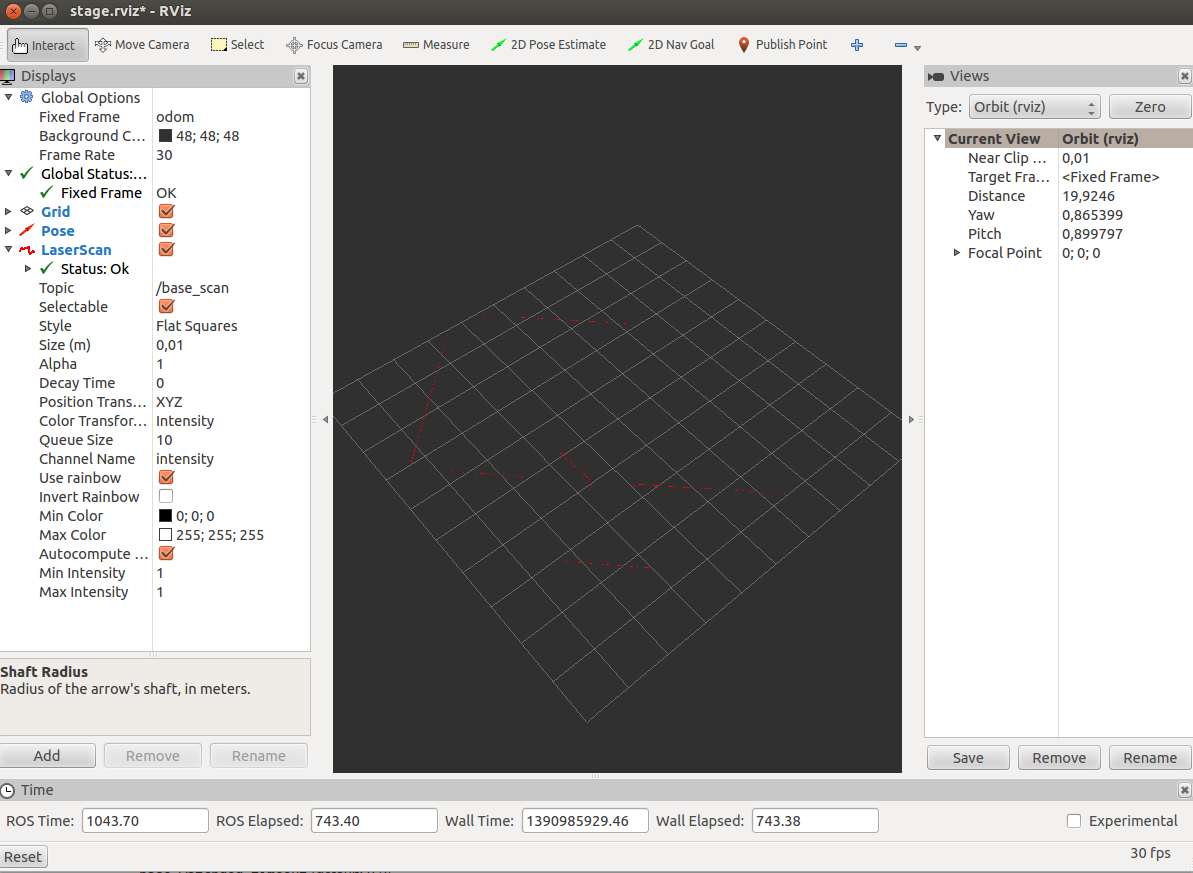 stage.rviz* - RViz
Interact Move Camera Select Focus Camera Measure 2D Pose Estimate 2D Nav Goal Publish Point
Displays
Global Options
Fixed Frame odom
Background C... 48; 48; 48
Frame Rate 30
Global Status:...
Fixed Frame OK
Grid
Pose
LaserScan
Status: Ok
Topic /base_scan
Selectable
Style Flat Squares
Size (m) 0,01
Alpha 1
Decay Time 0
Position Trans... XYZ
Color Transfor... Intensity
Queue Size 10
Channel Name intensity
Use rainbow
Invert Rainbow
Min Color 0; 0; 0
Max Color 255; 255; 255
Autocompute ...
Min Intensity 1
Max Intensity 1
Shaft Radius
Radius of the arrow's shaft, in meters.
Add Remove Rename
Views
Type: Orbit (rviz) Zero
Current View Orbit (rviz)
Near Clip ... 0,01
Target Fra... <Fixed Frame>
Distance 19,9246
Yaw 0,865399
Pitch 0,899797
Focal Point 0; 0; 0
Save Remove Rename
Time
ROS Time: 1043.70 ROS Elapsed: 743.40 Wall Time: 1390985929.46 Wall Elapsed: 743.38 Experimental
Reset 30 fps